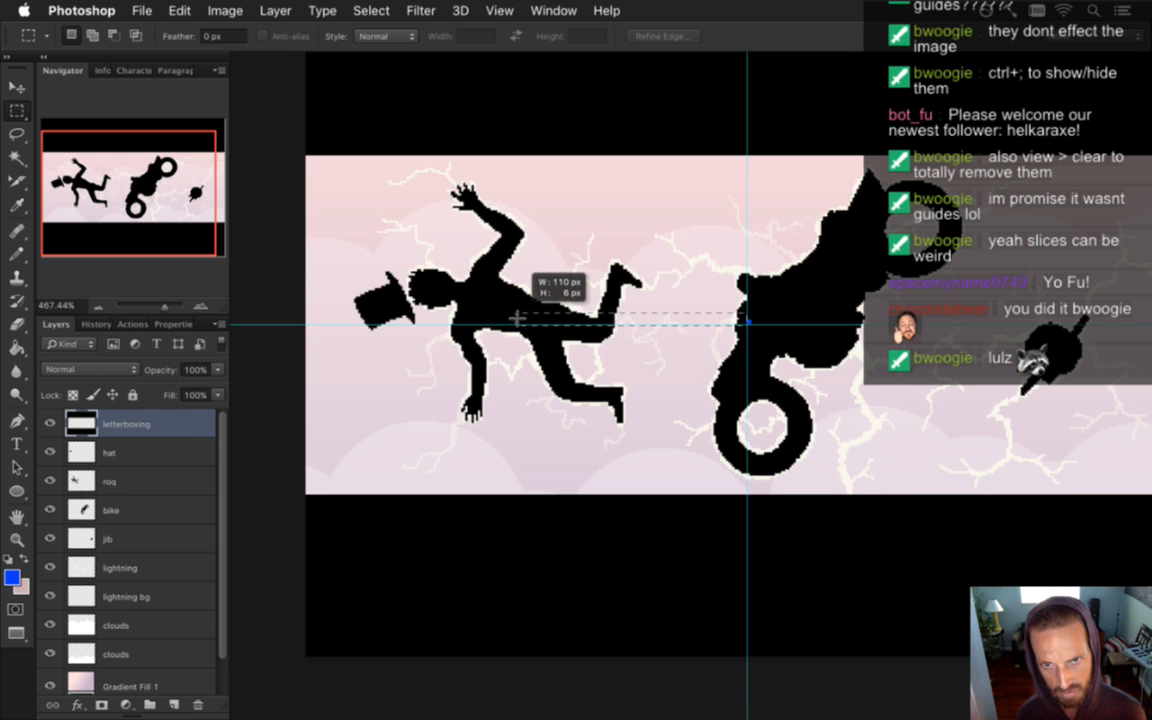 Photoshop File Edit Image Layer Type Select Filter 3D View Window Help
Feather: 0 px Anti-alias Style: Normal Width: Height: Refine Edge...
Navigator Info Characte Paragraj
467.44%
Layers History Actions Propertie
Kind
Normal Opacity: 100%
Lock: Fill: 100%
letterboxing
hat
roq
bike
jib
lightning
lightning bg
clouds
clouds
Gradient Fill 1
W: 110 px
H: 6 px
bwoogie : they dont effect the
image
bwoogie : ctrl+; to show/hide
them
bot_fu : Please welcome our
newest follower: helkaraxe!
bwoogie : also view > clear to
totally remove them
bwoogie : im promise it wasnt
guides lol
bwoogie : yeah slices can be
weird
spacemyname9749 : Yo Fu!
you did it bwoogie
bwoogie : lulz